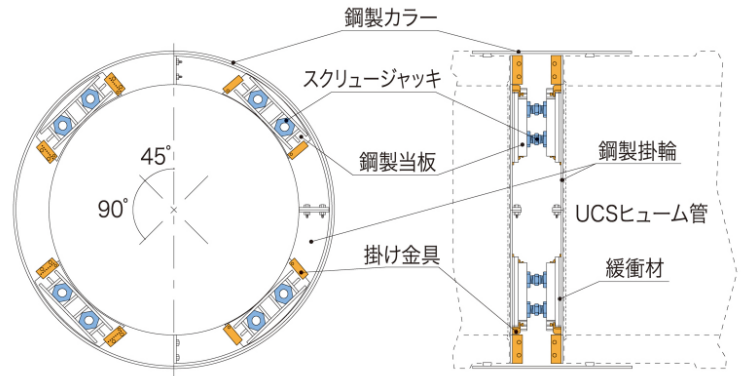 鋼製カラー
スクリュージャッキ
45°
鋼製当板
鋼製掛輪
90°
UCSヒューム管
掛け金具
緩衝材